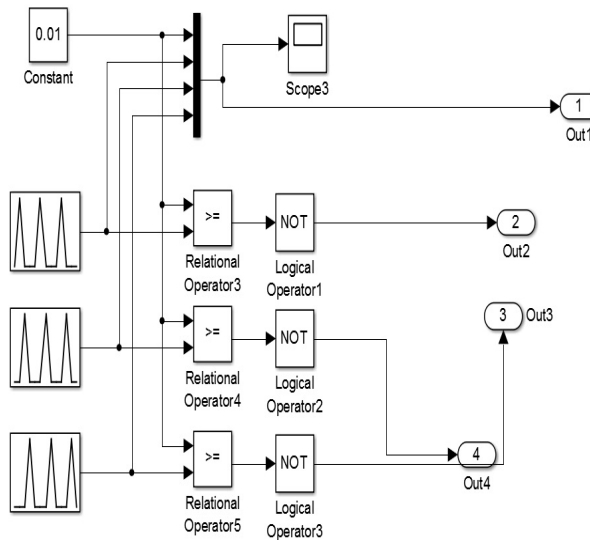 0.01
Constant
Scope3
1
Out1
>=
NOT
2
Relational
Operator3
Logical
Operator1
Out2
>=
NOT
3
Out3
Relational
Operator4
Logical
Operator2
>=
NOT
4
Out4
Relational
Operator5
Logical
Operator3